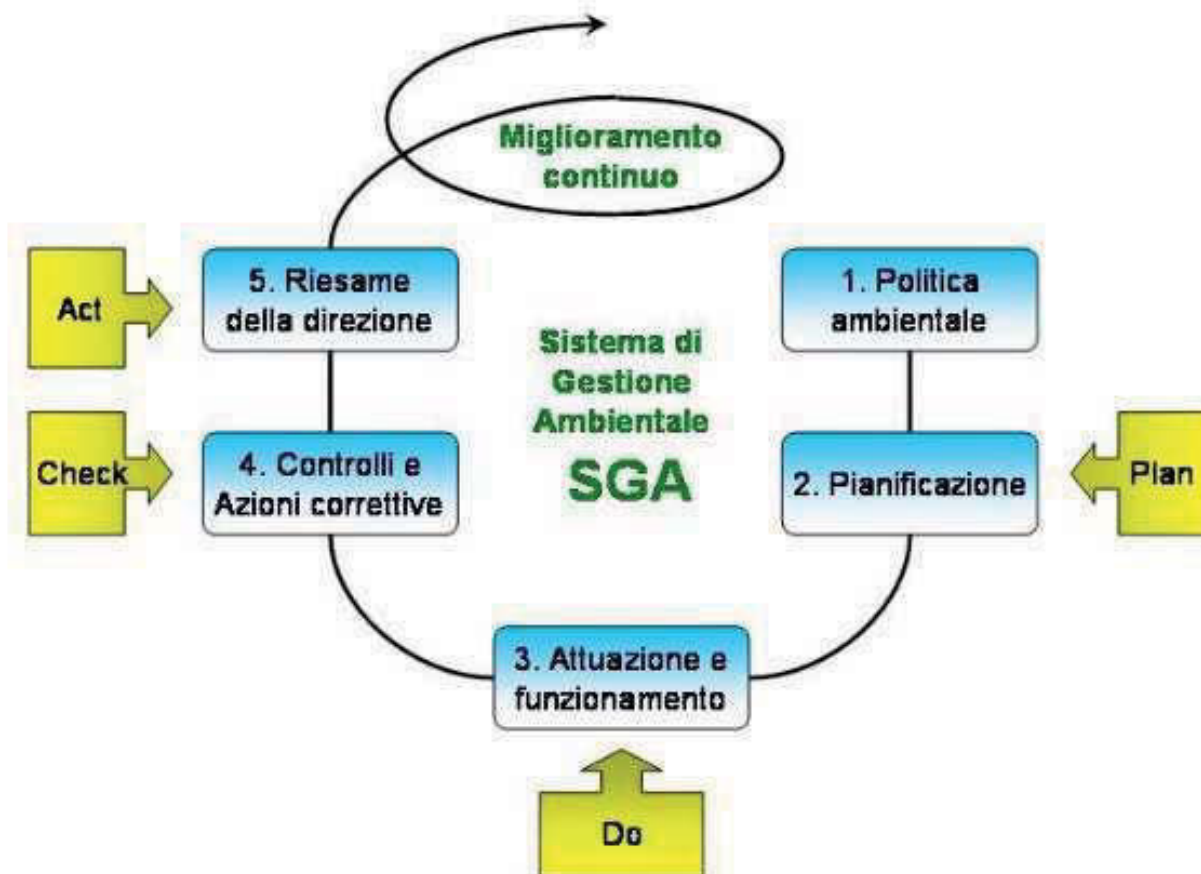 Miglioramento
continuo
5. Riesame
della direzione
1. Politica
ambientale
Act
Sistema di
Gestione
Ambientale
SGA
Check
4. Controlli e
Azioni correttive
2. Pianificazione
Plan
3. Attuazione e
funzionamento
Do